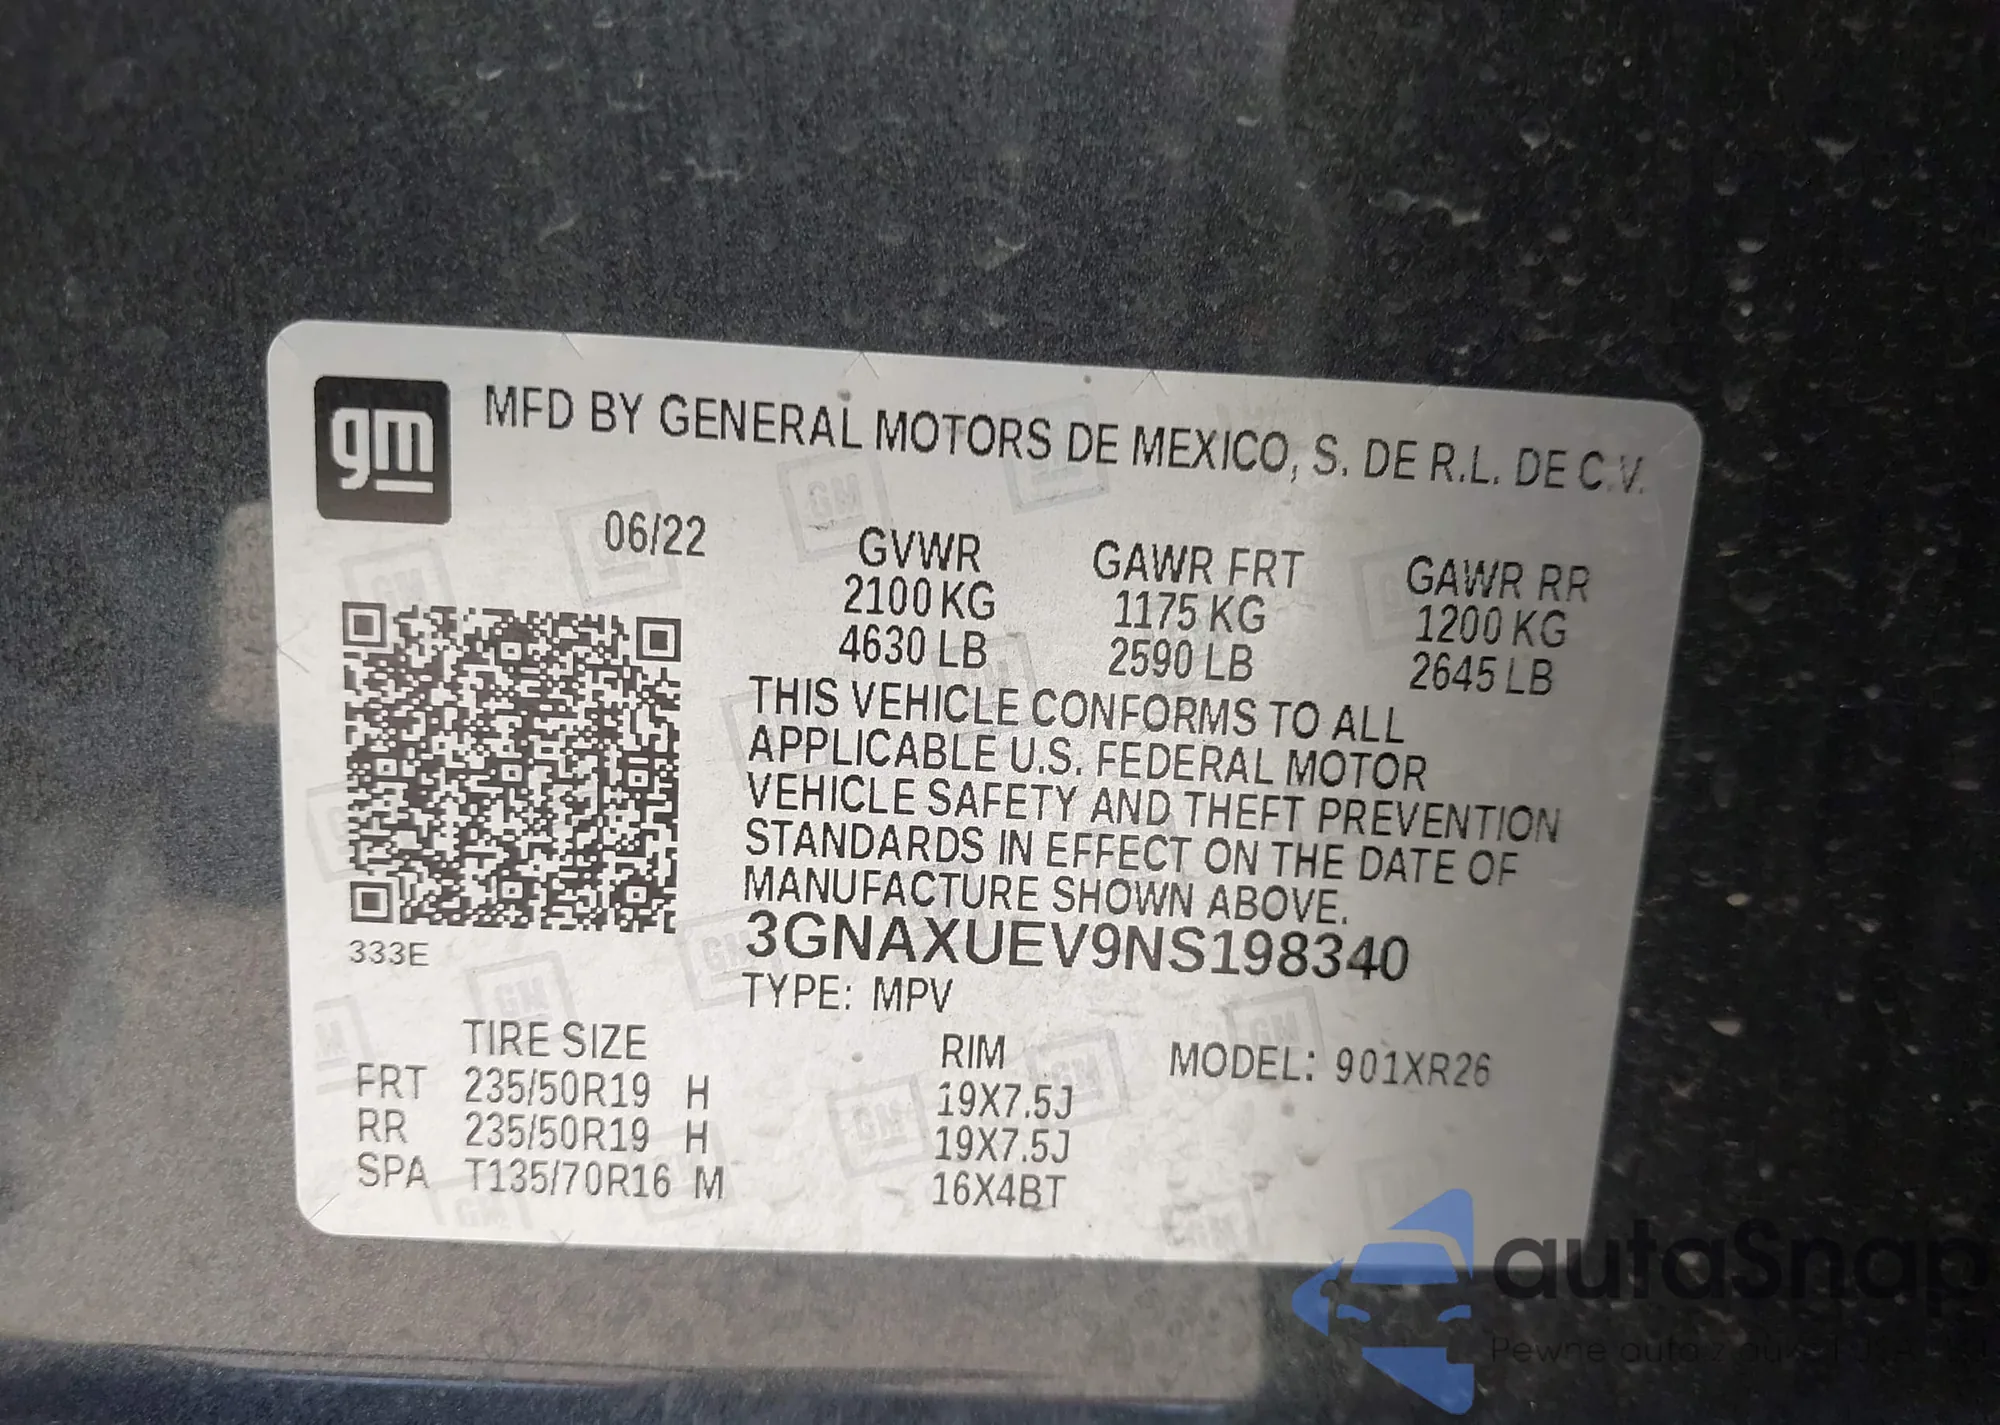 gm
MFD BY GENERAL MOTORS DE MEXICO, S. DE R.L. DE C.V.
06/22
GVWR GAWR FRT GAWR RR
2100 KG 1175 KG 1200 KG
4630 LB 2590 LB 2645 LB
THIS VEHICLE CONFORMS TO ALL
APPLICABLE U.S. FEDERAL MOTOR
VEHICLE SAFETY AND THEFT PREVENTION
STANDARDS IN EFFECT ON THE DATE OF
MANUFACTURE SHOWN ABOVE.
333E
3GNAXUEV9NS198340
TYPE: MPV
TIRE SIZE RIM MODEL: 901XR26
FRT 235/50R19 H 19X7.5J
RR 235/50R19 H 19X7.5J
SPA T135/70R16 M 16X4BT
autaSnap
Pewne auta z